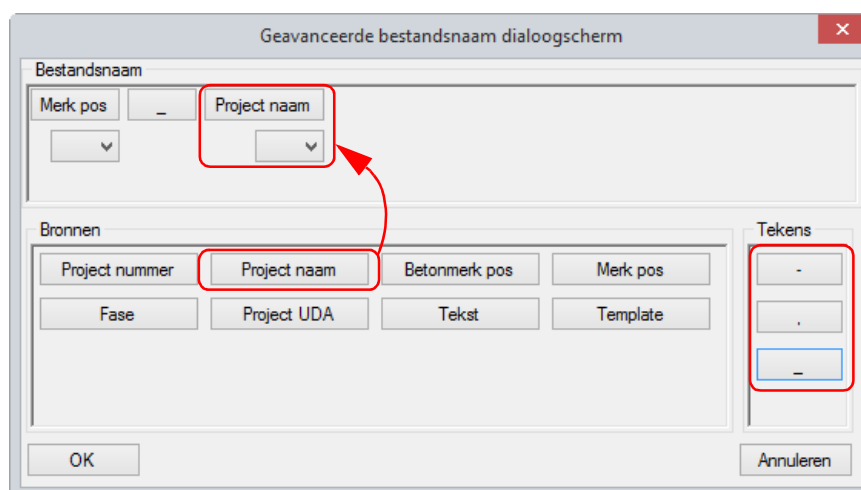 Geavanceerde bestandsnaam dialoogscherm
Bestandsnaam
Merk pos _ Project naam
Bronnen
Tekens
Project nummer Project naam Betonmerk pos Merk pos -
Fase Project UDA Tekst Template .
_
OK Annuleren